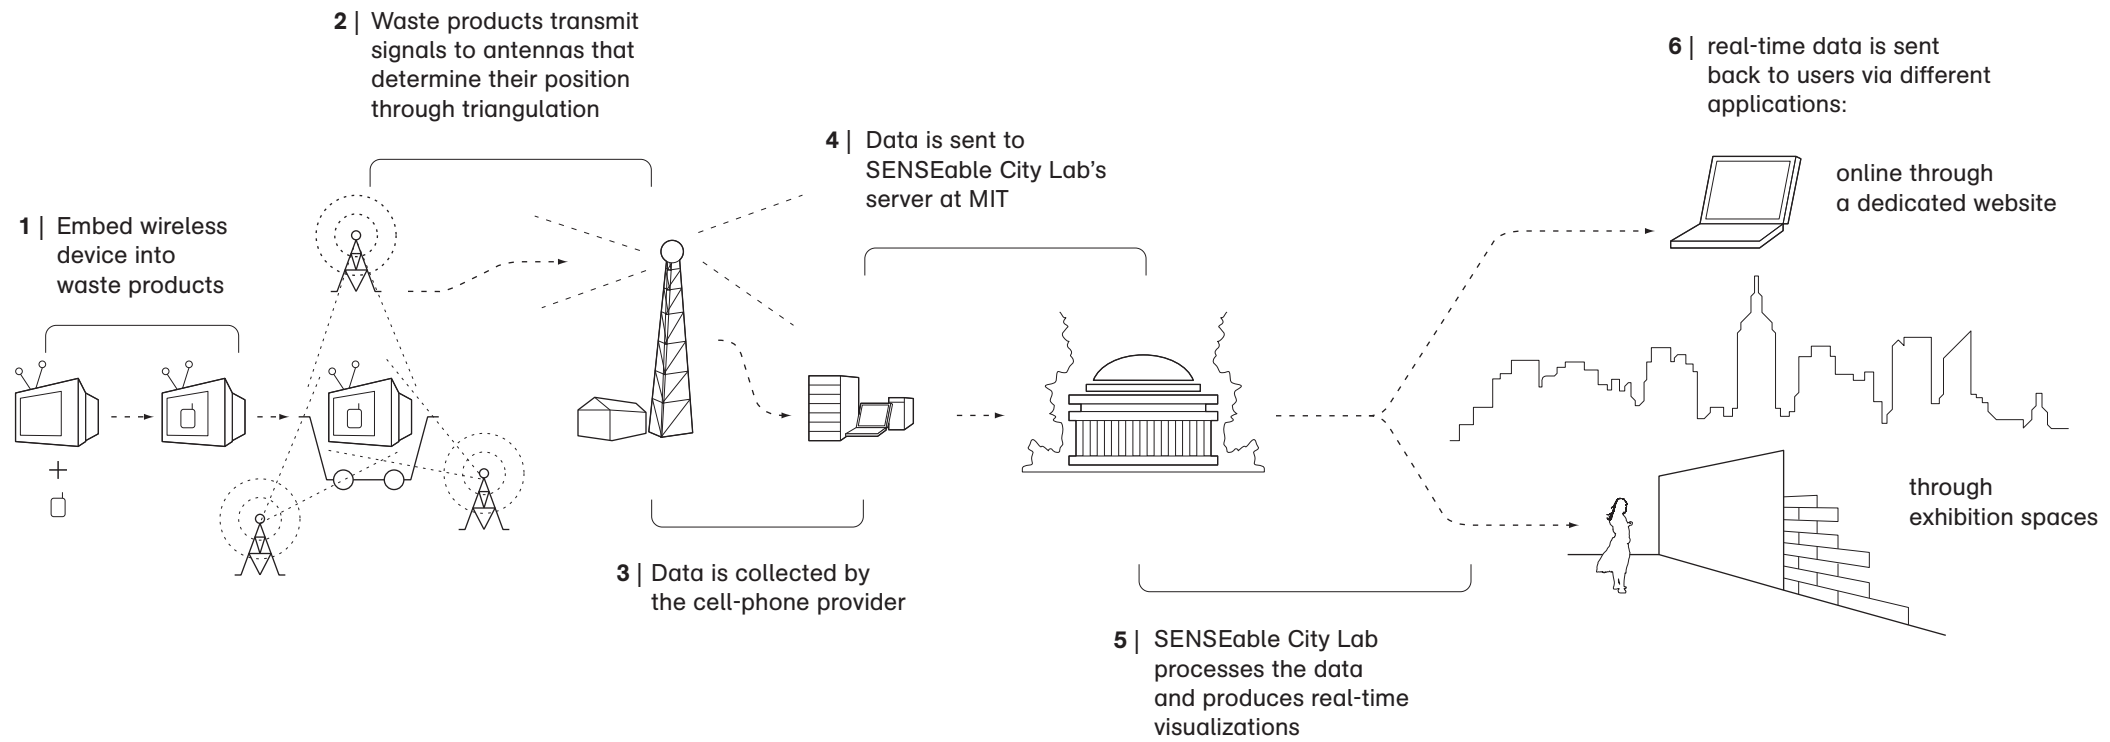 1 | Embed wireless
device into
waste products
2 | Waste products transmit
signals to antennas that
determine their position
through triangulation
3 | Data is collected by
the cell-phone provider
4 | Data is sent to
SENSEable City Lab’s
server at MIT
5 | SENSEable City Lab
processes the data
and produces real-time
visualizations
6 | real-time data is sent
back to users via different
applications:
online through
a dedicated website
through
exhibition spaces